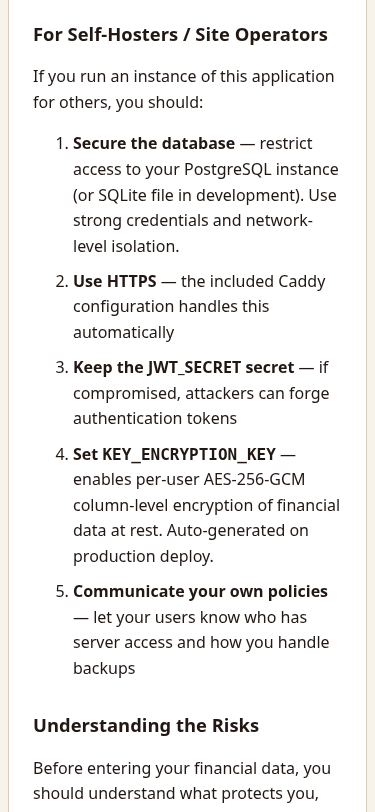 For Self-Hosters / Site Operators
If you run an instance of this application
for others, you should:
1. Secure the database — restrict
access to your PostgreSQL instance
(or SQLite file in development). Use
strong credentials and network-
level isolation.
2. Use HTTPS — the included Caddy
configuration handles this
automatically
3. Keep the JWT_SECRET secret — if
compromised, attackers can forge
authentication tokens
4. Set KEY_ENCRYPTION_KEY —
enables per-user AES-256-GCM
column-level encryption of financial
data at rest. Auto-generated on
production deploy.
5. Communicate your own policies
— let your users know who has
server access and how you handle
backups
Understanding the Risks
Before entering your financial data, you
should understand what protects you,